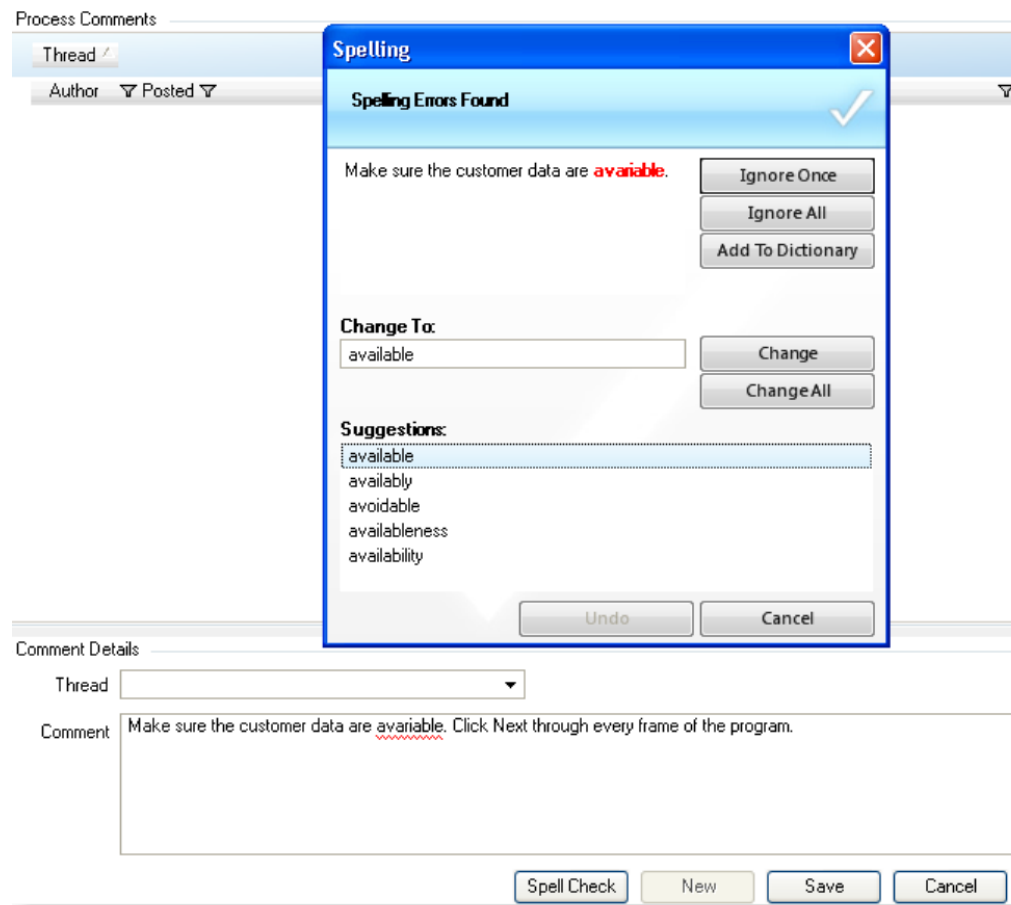 Process Comments
Thread
Author Posted
Spelling
Spelling Errors Found
Make sure the customer data are avariable.
Ignore Once
Ignore All
Add To Dictionary
Change To:
available
Change
Change All
Suggestions:
available
availably
avoidable
availableness
availability
Undo Cancel
Comment Details
Thread
Comment Make sure the customer data are avariable. Click Next through every frame of the program.
Spell Check New Save Cancel